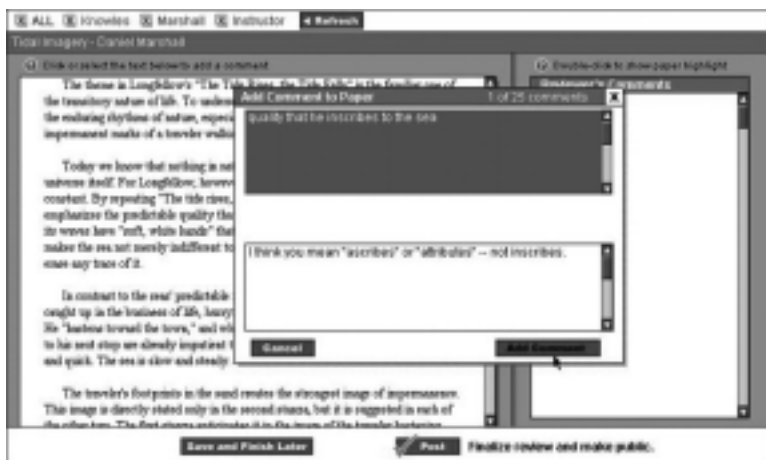 ALL Knowles Marshall Instructor Refresh
Tidal Imagery - Daniel Marshall
Click or select the text below to add a comment
Double-click to show paper highlight
The theme in Longfellow's "The Tide Rises, the Tide Falls" is the familiar one of
the transitory nature of life. To
the enduring rhythms of nature,
impermanent marks of a traveler
Reviewer's Comments
Add Comment to Paper 1 of 25 comments
quality that he inscribes to the sea
Today we know that nothing is
universe itself. For Longfellow, however
constant. By repeating "The tide rises,
emphasizes the predictable quality
its waves have "soft, white hands"
makes the sea not merely indifferent to
erase any trace of it.
I think you mean "ascribes" or "attributes" -- not inscribes.
In contrast to the seas' predictable
caught up in the business of life,
He "hastens toward the town," and
to his next stop are already impatient
and quick. The sea is slow and steady
Cancel Add Comment
The traveler's footprints in the sand creates the strongest image of impermanence.
This image is directly stated only in the second stanza, but it is suggested in each of
the other two. The first stanza anticipates it in the image of the traveler hastening
Save and Finish Later Post Finalize review and make public.